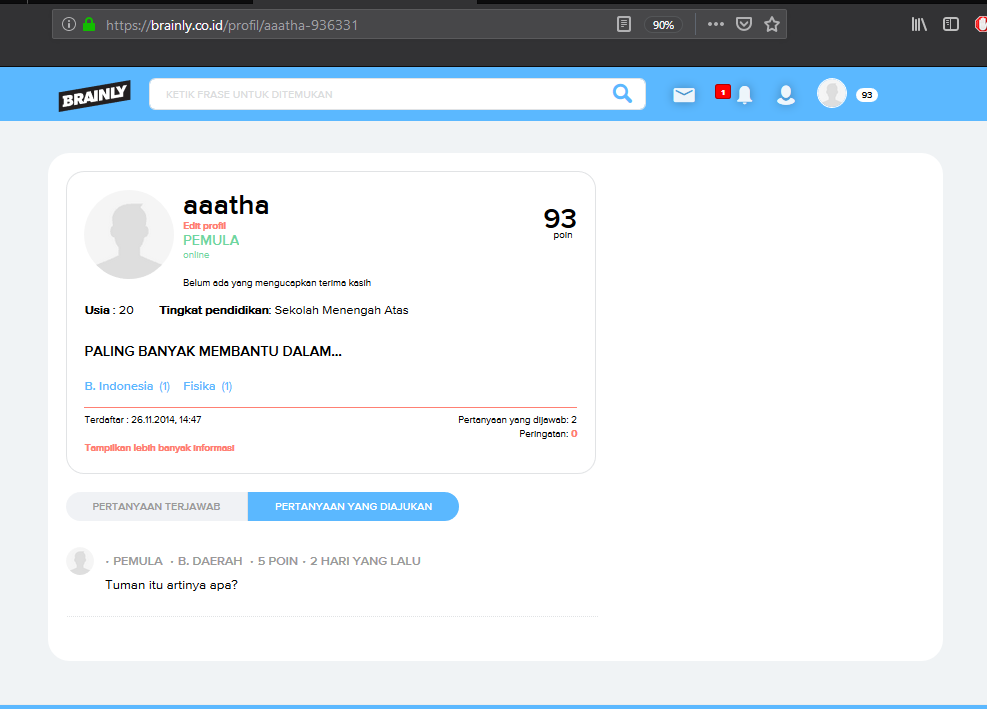 https://brainly.co.id/profil/aaatha-936331
90%
BRAINLY
KETIK FRASE UNTUK DITEMUKAN
1
93
aaatha
Edit profil
PEMULA
online
93
poin
Belum ada yang mengucapkan terima kasih
Usia : 20 Tingkat pendidikan: Sekolah Menengah Atas
PALING BANYAK MEMBANTU DALAM...
B. Indonesia (1) Fisika (1)
Terdaftar : 26.11.2014, 14:47 Pertanyaan yang dijawab: 2
Peringatan: 0
Tampilkan lebih banyak informasi
PERTANYAAN TERJAWAB PERTANYAAN YANG DIAJUKAN
· PEMULA · B. DAERAH · 5 POIN · 2 HARI YANG LALU
Tuman itu artinya apa?